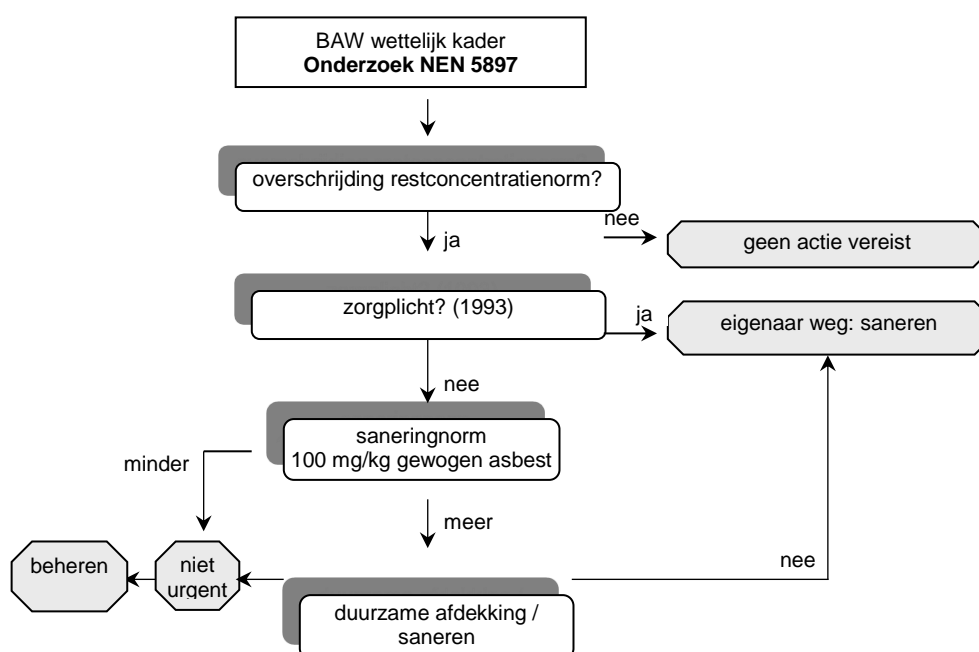 BAW wettelijk kader
Onderzoek NEN 5897
overschrijding restconcentratienorm?
nee
ja
geen actie vereist
zorgplicht? (1993)
ja
eigenaar weg: saneren
nee
saneringnorm
100 mg/kg gewogen asbest
minder
meer
beheren
niet
urgent
nee
duurzame afdekking /
saneren